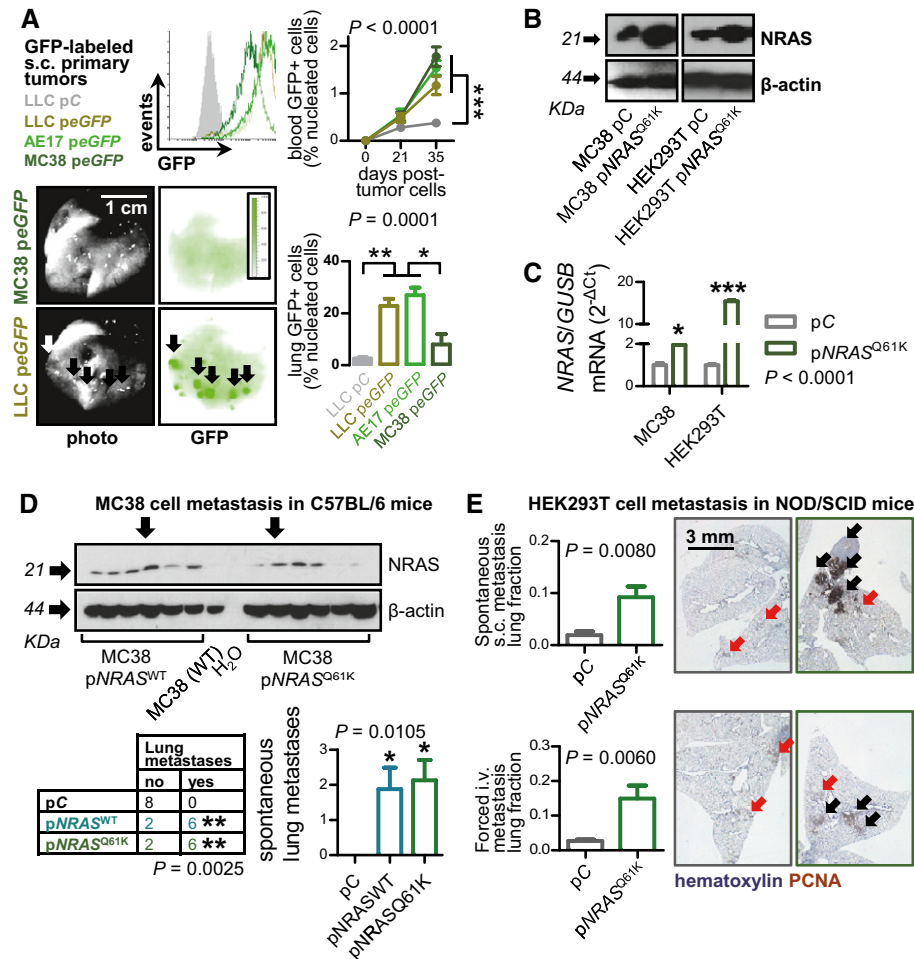 A
GFP-labeled
s.c. primary
tumors
LLC pC
LLC peGFP
AE17 peGFP
MC38 peGFP
events
GFP
blood GFP+ cells
(% nucleated cells)
P < 0.0001
2
1
0
***
0 21 35
days post-
tumor cells
MC38 peGFP
LLC peGFP
1 cm
photo
GFP
P = 0.0001
lung GFP+ cells
(% nucleated cells)
40
20
0
** *
LLC pC
LLC peGFP
AE17 peGFP
MC38 peGFP
B
21
44
KDa
NRAS
β-actin
MC38 pC
MC38 pNRASQ61K
HEK293T pC
HEK293T pNRASQ61K
C
NRAS/GUSB
mRNA (2-ΔCt)
20
10
2
0
*
***
MC38
HEK293T
pC
pNRASQ61K
P < 0.0001
D
MC38 cell metastasis in C57BL/6 mice
21
44
KDa
NRAS
β-actin
MC38
pNRASWT
MC38 (WT)
H2O
MC38
pNRASQ61K
Lung
metastases
no yes
pC 8 0
pNRASWT 2 6 **
pNRASQ61K 2 6 **
P = 0.0025
spontaneous
lung metastases
P = 0.0105
3
2
1
0
* *
pC
pNRASWT
pNRASQ61K
E
HEK293T cell metastasis in NOD/SCID mice
Spontaneous
s.c. metastasis
lung fraction
0.2
0.1
0.0
P = 0.0080
pC
pNRASQ61K
3 mm
Forced i.v.
metastasis
lung fraction
0.3
0.2
0.1
0.0
P = 0.0060
pC
pNRASQ61K
hematoxylin PCNA